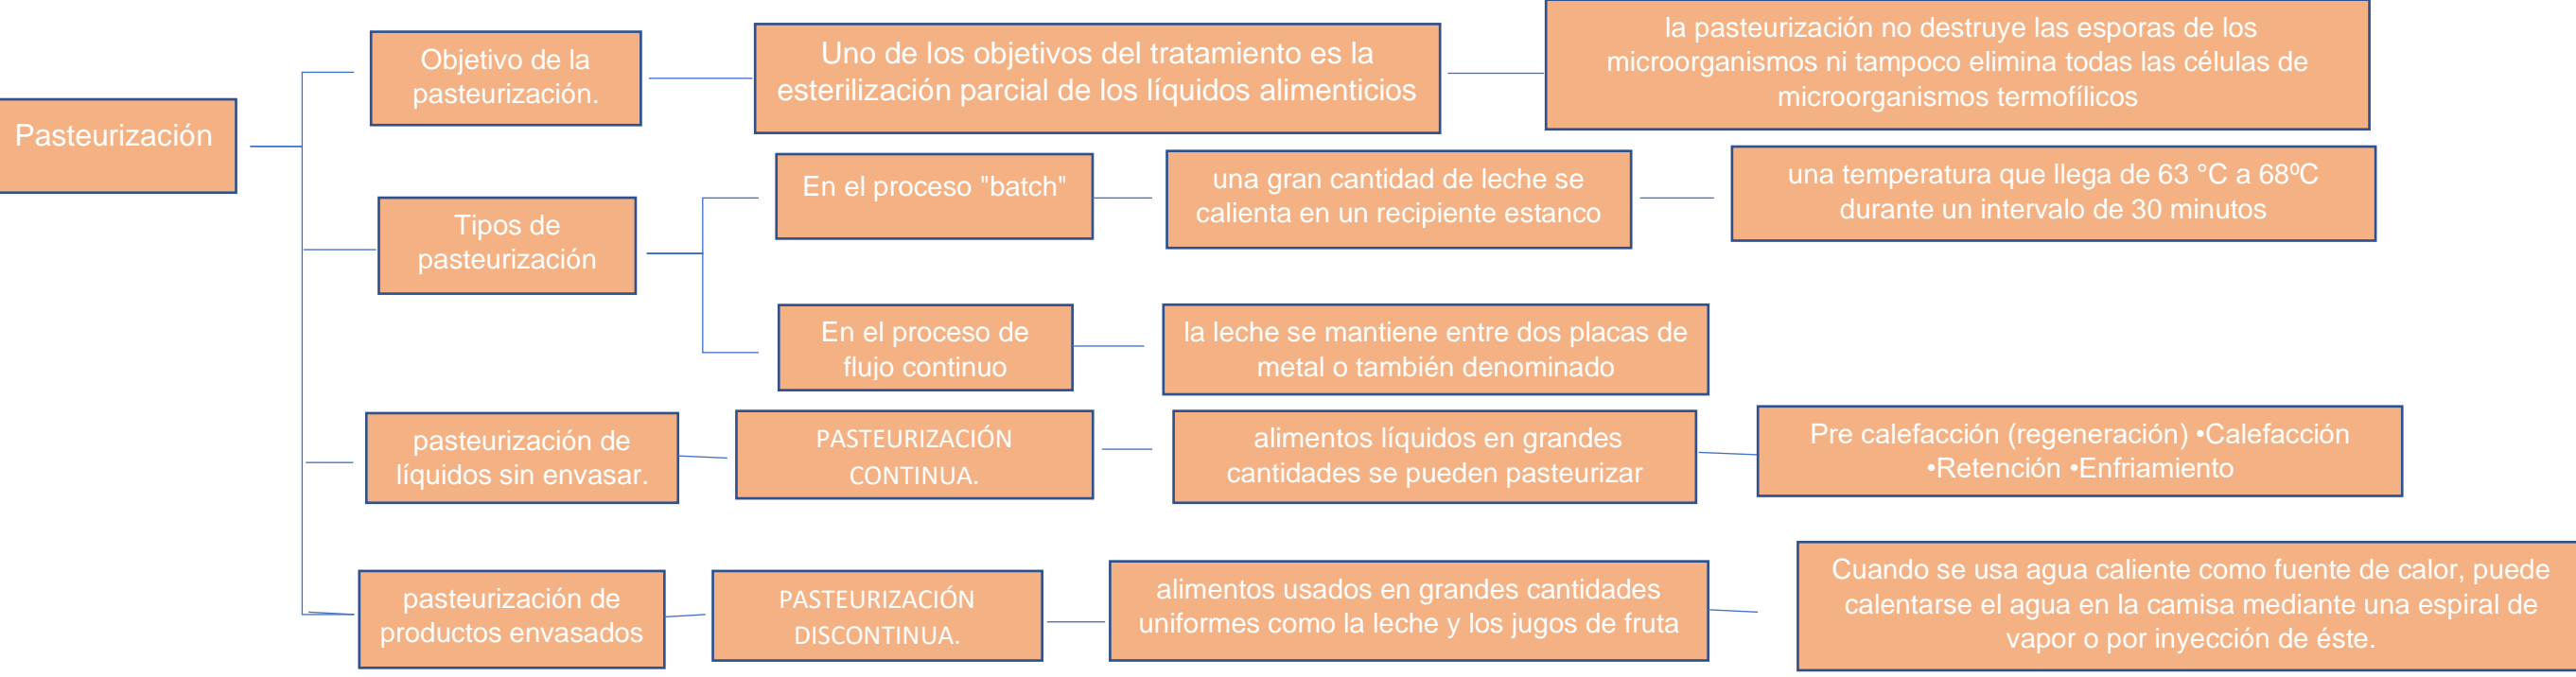 Pasteurización
Objetivo de la
pasteurización.
Uno de los objetivos del tratamiento es la
esterilización parcial de los líquidos alimenticios
la pasteurización no destruye las esporas de los
microorganismos ni tampoco elimina todas las células de
microorganismos termofílicos
Tipos de
pasteurización
En el proceso "batch"
una gran cantidad de leche se
calienta en un recipiente estanco
una temperatura que llega de 63 °C a 68ºC
durante un intervalo de 30 minutos
En el proceso de
flujo continuo
la leche se mantiene entre dos placas de
metal o también denominado
pasteurización de
líquidos sin envasar.
PASTEURIZACIÓN
CONTINUA.
alimentos líquidos en grandes
cantidades se pueden pasteurizar
Pre calefacción (regeneración) •Calefacción
•Retención •Enfriamiento
pasteurización de
productos envasados
PASTEURIZACIÓN
DISCONTINUA.
alimentos usados en grandes cantidades
uniformes como la leche y los jugos de fruta
Cuando se usa agua caliente como fuente de calor, puede
calentarse el agua en la camisa mediante una espiral de
vapor o por inyección de éste.